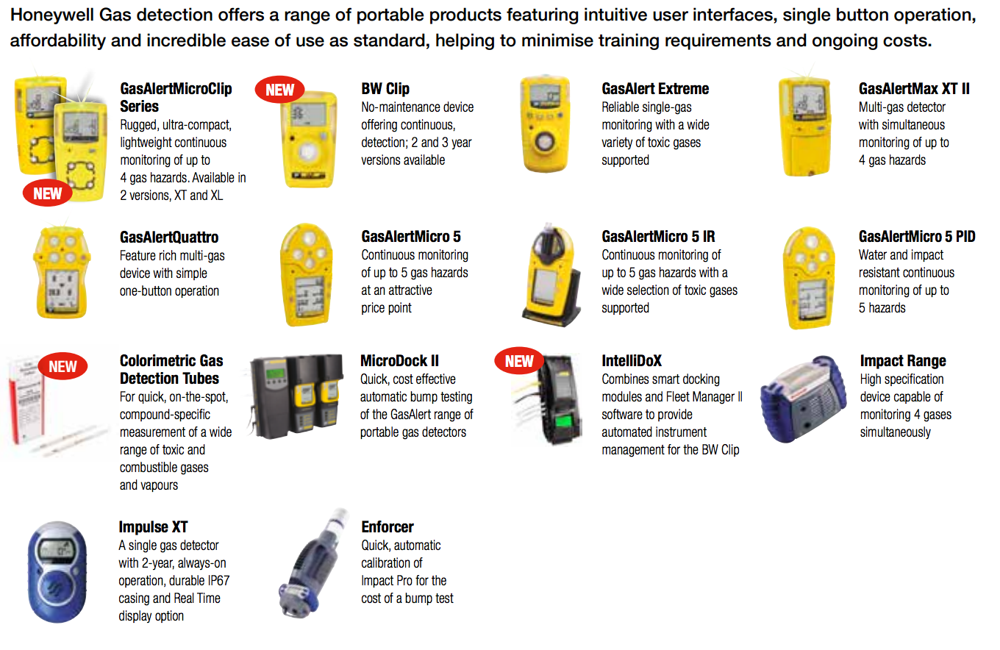 Honeywell Gas detection offers a range of portable products featuring intuitive user interfaces, single button operation,
affordability and incredible ease of use as standard, helping to minimise training requirements and ongoing costs.
GasAlertMicroClip
Series
Rugged, ultra-compact,
lightweight continuous
monitoring of up to
4 gas hazards. Available in
2 versions, XT and XL
NEW
NEW
BW Clip
No-maintenance device
offering continuous,
detection; 2 and 3 year
versions available
GasAlert Extreme
Reliable single-gas
monitoring with a wide
variety of toxic gases
supported
GasAlertMax XT II
Multi-gas detector
with simultaneous
monitoring of up to
4 gas hazards
GasAlertQuattro
Feature rich multi-gas
device with simple
one-button operation
GasAlertMicro 5
Continuous monitoring
of up to 5 gas hazards
at an attractive
price point
GasAlertMicro 5 IR
Continuous monitoring of
up to 5 gas hazards with a
wide selection of toxic gases
supported
GasAlertMicro 5 PID
Water and impact
resistant continuous
monitoring of up to
5 hazards
NEW
Colorimetric Gas
Detection Tubes
For quick, on-the-spot,
compound-specific
measurement of a wide
range of toxic and
combustible gases
and vapours
MicroDock II
Quick, cost effective
automatic bump testing
of the GasAlert range of
portable gas detectors
NEW
IntelliDoX
Combines smart docking
modules and Fleet Manager II
software to provide
automated instrument
management for the BW Clip
Impact Range
High specification
device capable of
monitoring 4 gases
simultaneously
Impulse XT
A single gas detector
with 2-year, always-on
operation, durable IP67
casing and Real Time
display option
Enforcer
Quick, automatic
calibration of
Impact Pro for the
cost of a bump test